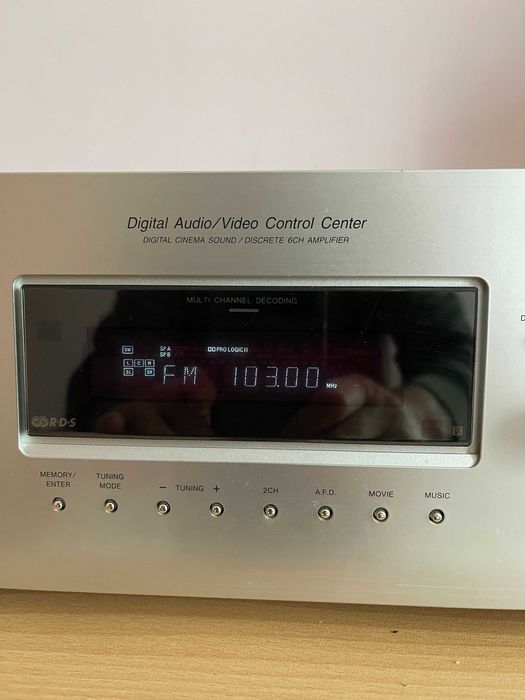 Digital Audio/Video Control Center
DIGITAL CINEMA SOUND / DISCRETE 6CH AMPLIFIER
D
MULTI CHANNEL DECODING
SW SP A PRO LOGIC II
SP B
L C R
SL SR
FM 103.00 MHz
R·D·S
MEMORY/ENTER
TUNING MODE
− TUNING +
2CH
A.F.D.
MOVIE
MUSIC